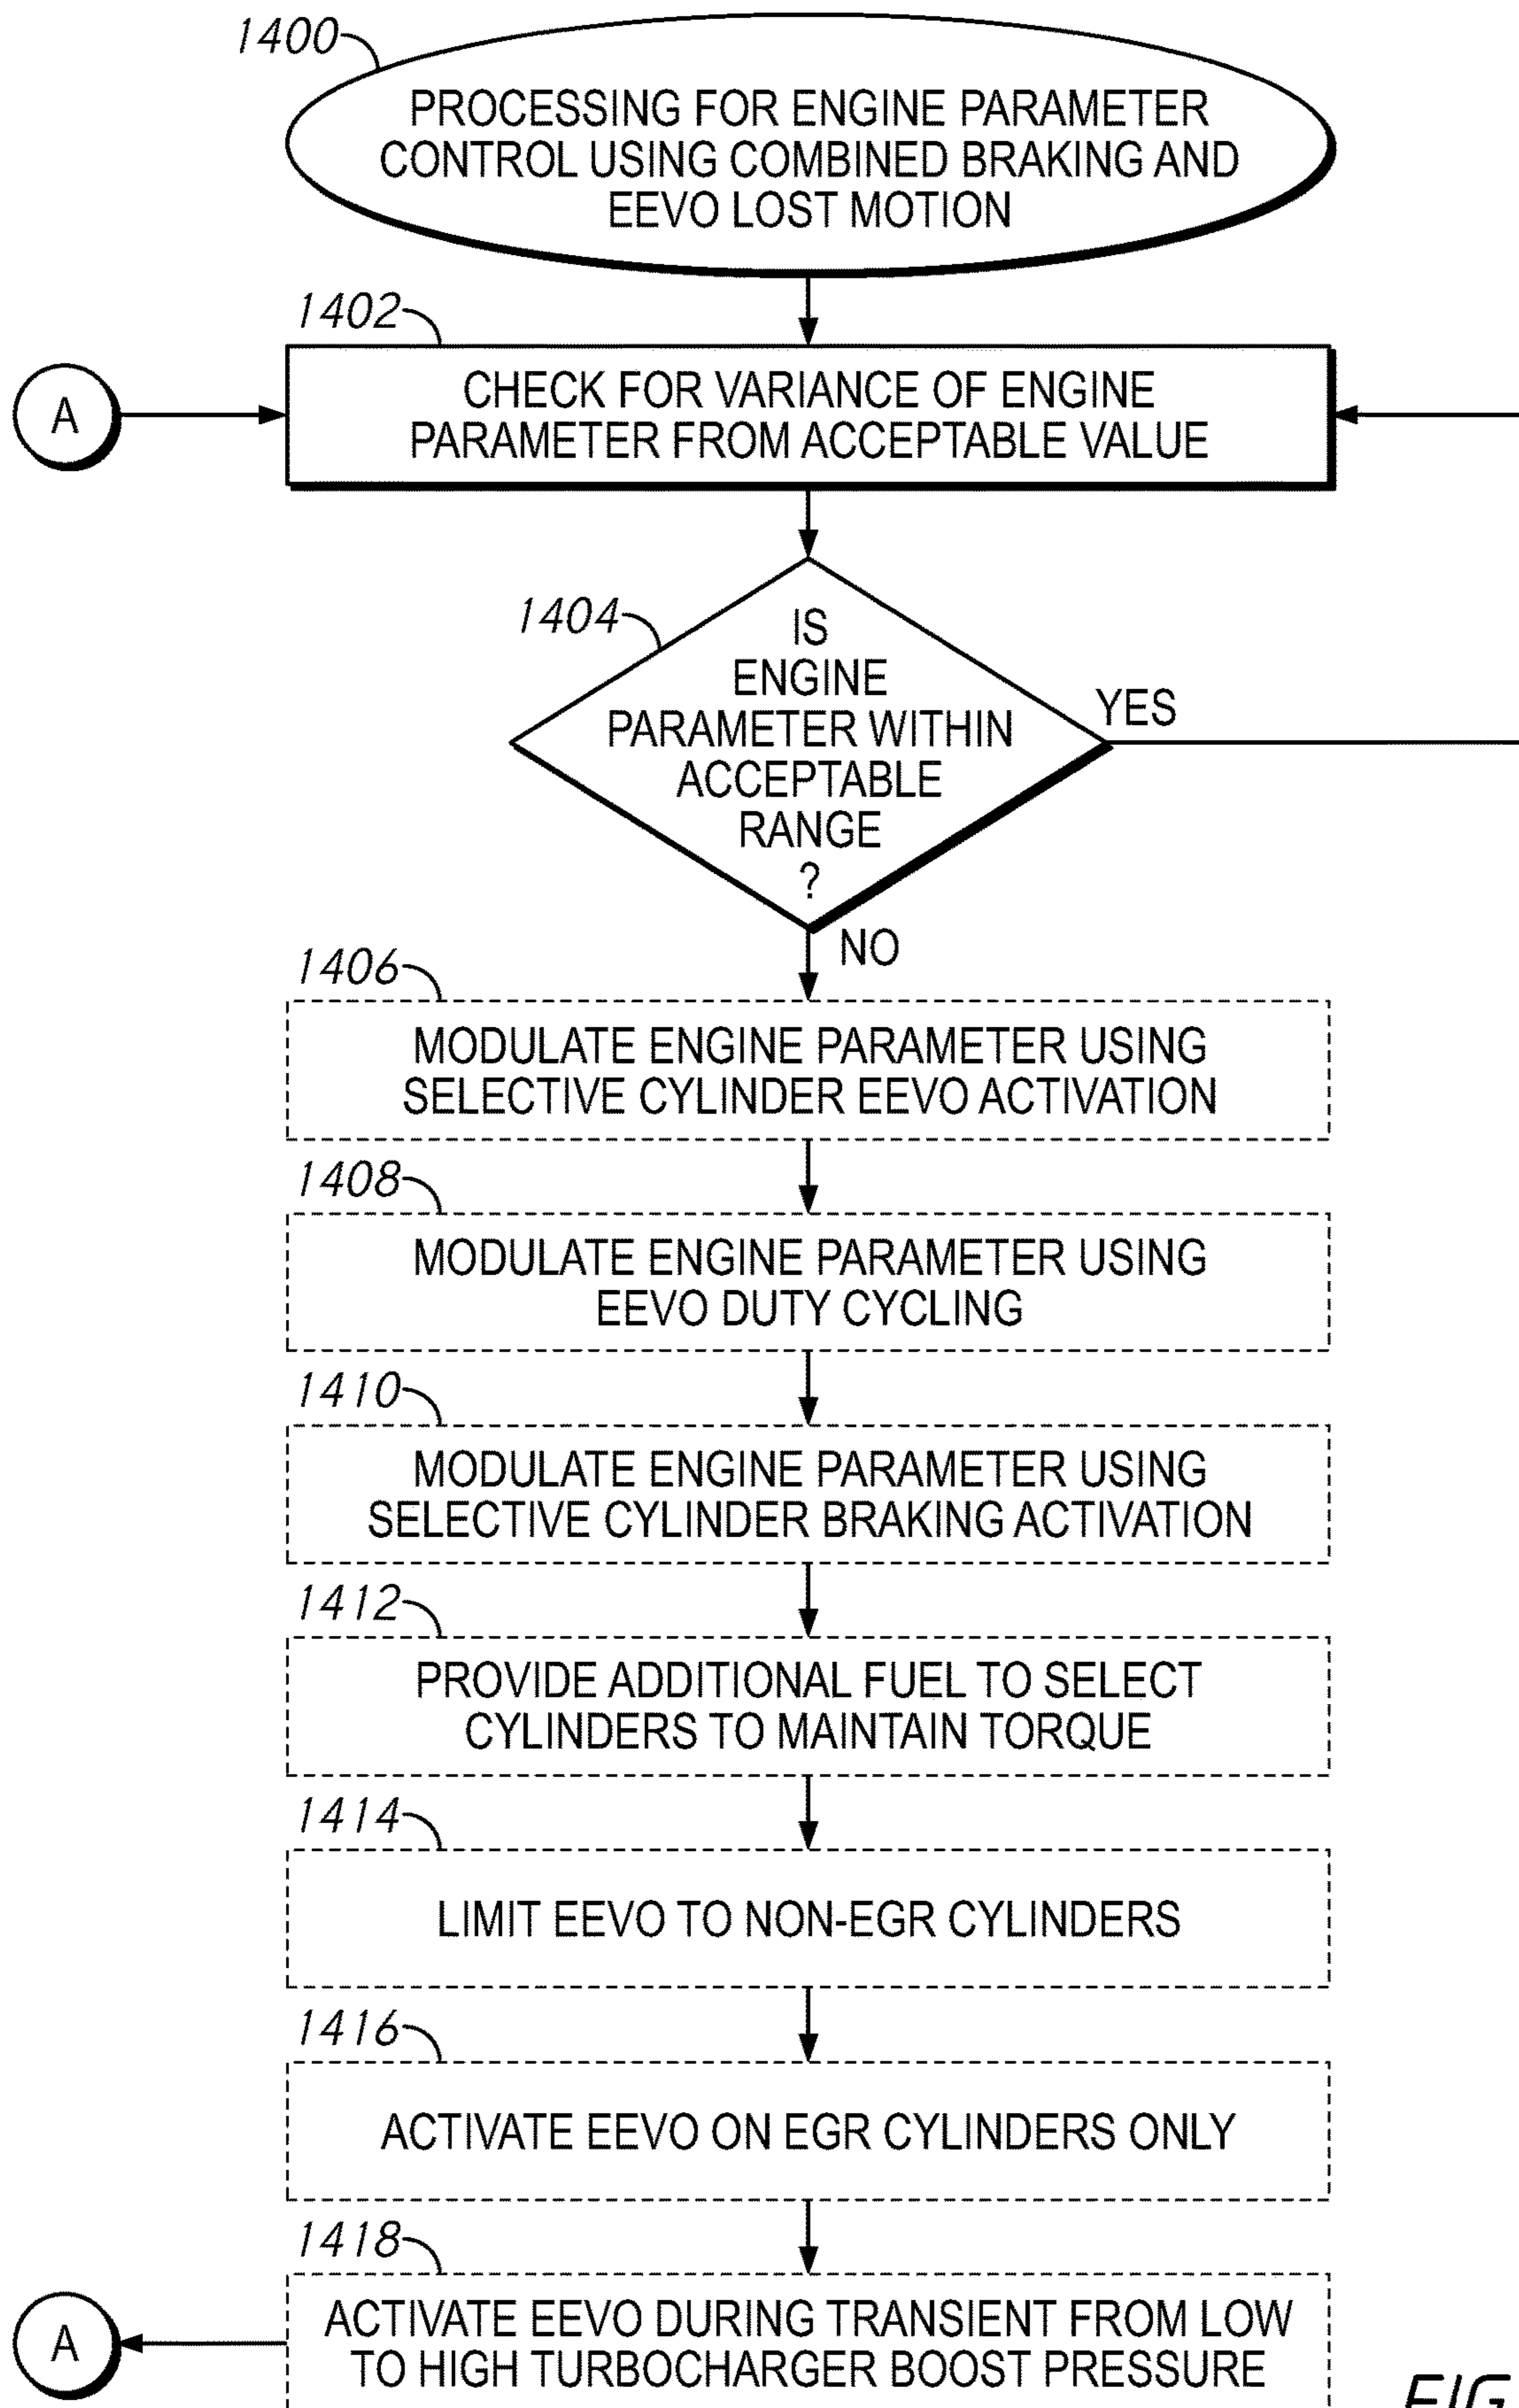 1400
PROCESSING FOR ENGINE PARAMETER
CONTROL USING COMBINED BRAKING AND
EEVO LOST MOTION
1402
A
CHECK FOR VARIANCE OF ENGINE
PARAMETER FROM ACCEPTABLE VALUE
1404
IS
ENGINE
PARAMETER WITHIN
ACCEPTABLE
RANGE
?
YES
NO
1406
MODULATE ENGINE PARAMETER USING
SELECTIVE CYLINDER EEVO ACTIVATION
1408
MODULATE ENGINE PARAMETER USING
EEVO DUTY CYCLING
1410
MODULATE ENGINE PARAMETER USING
SELECTIVE CYLINDER BRAKING ACTIVATION
1412
PROVIDE ADDITIONAL FUEL TO SELECT
CYLINDERS TO MAINTAIN TORQUE
1414
LIMIT EEVO TO NON-EGR CYLINDERS
1416
ACTIVATE EEVO ON EGR CYLINDERS ONLY
1418
A
ACTIVATE EEVO DURING TRANSIENT FROM LOW
TO HIGH TURBOCHARGER BOOST PRESSURE
FIG